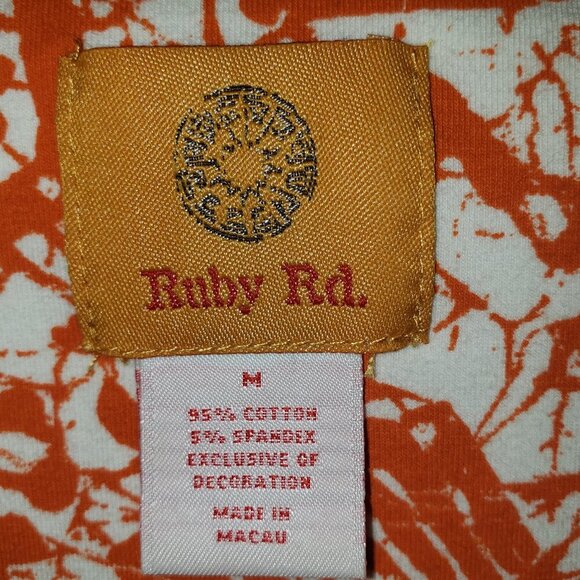 Ruby Rd.
M
95% COTTON
5% SPANDEX
EXCLUSIVE OF
DECORATION
MADE IN
MACAU